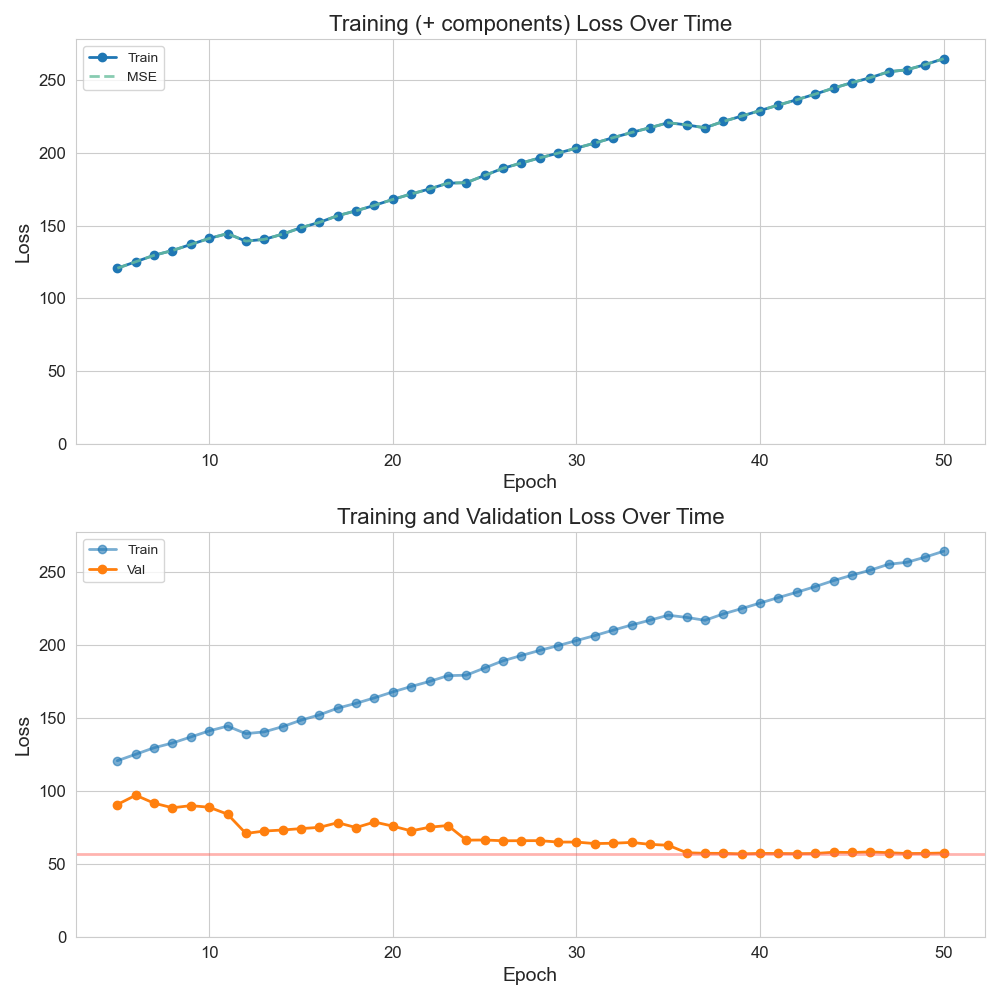 Training (+ components) Loss Over Time
Train
MSE
Loss
250
200
150
100
50
0
10 20 30 40 50
Epoch
Training and Validation Loss Over Time
Train
Val
Loss
250
200
150
100
50
0
10 20 30 40 50
Epoch